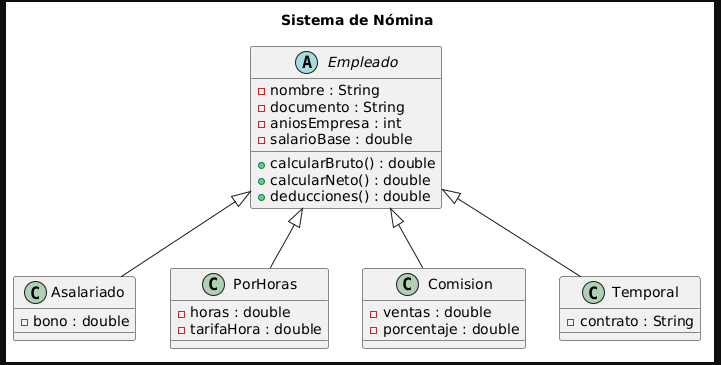 Sistema de Nómina
A Empleado
nombre : String
documento : String
aniosEmpresa : int
salarioBase : double
calcularBruto() : double
calcularNeto() : double
deducciones() : double
C Asalariado
bono : double
C PorHoras
horas : double
tarifaHora : double
C Comision
ventas : double
porcentaje : double
C Temporal
contrato : String